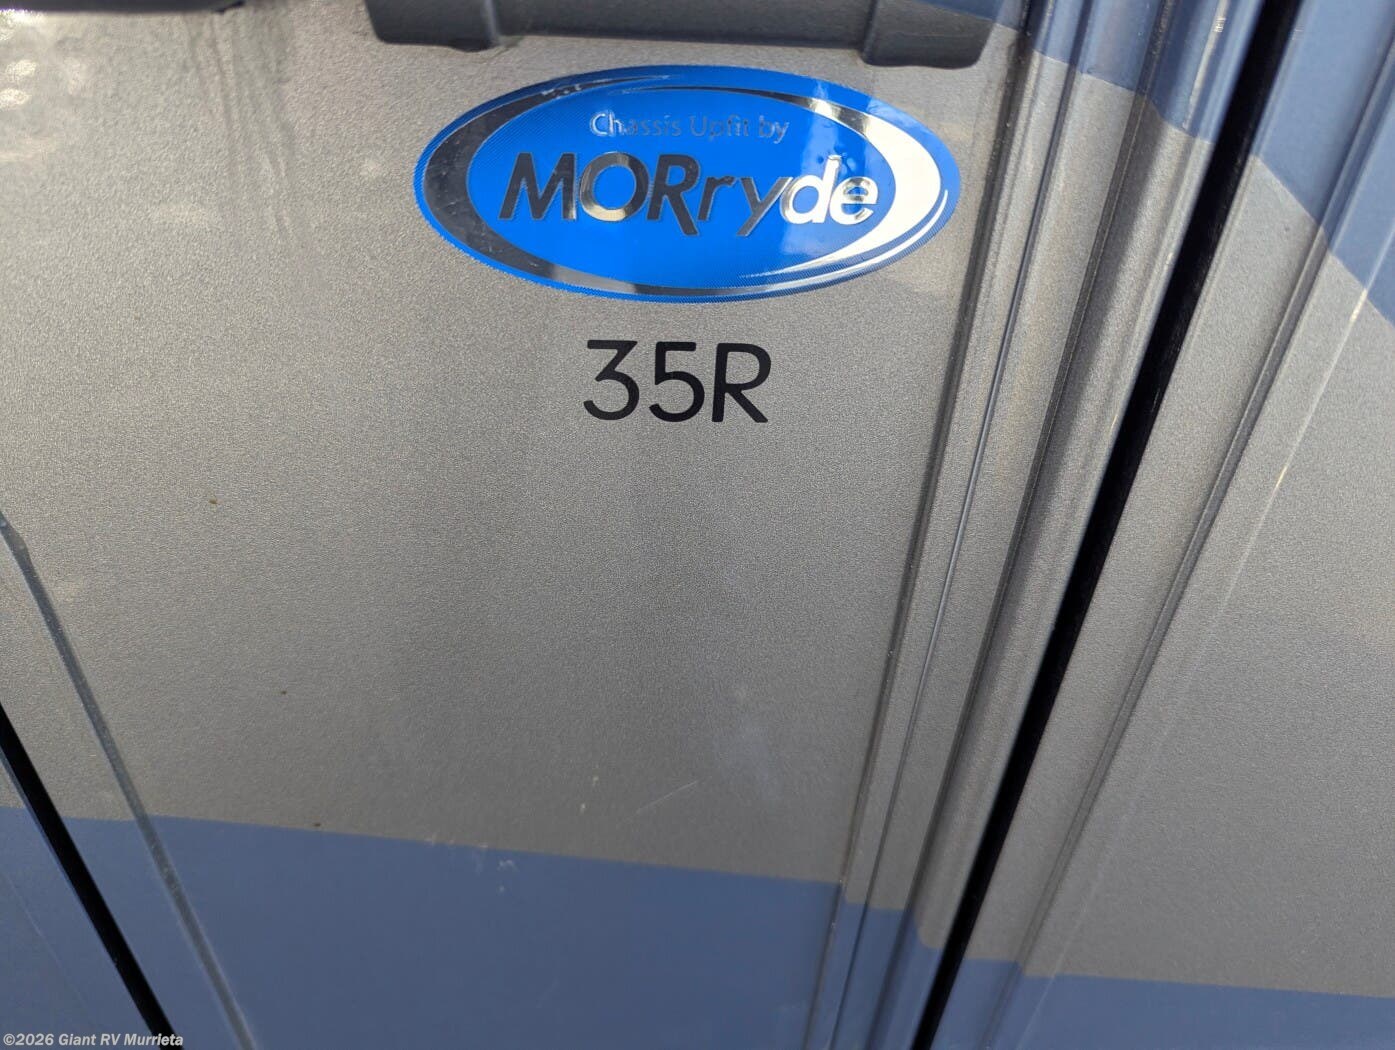 Chassis Upfit by
MORryde
35R
©2026 Giant RV Murrieta